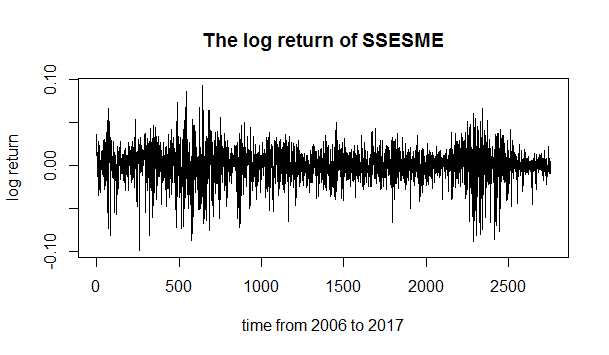 The log return of SSESME
log return
0.10
0.00
-0.10
0 500 1000 1500 2000 2500
time from 2006 to 2017